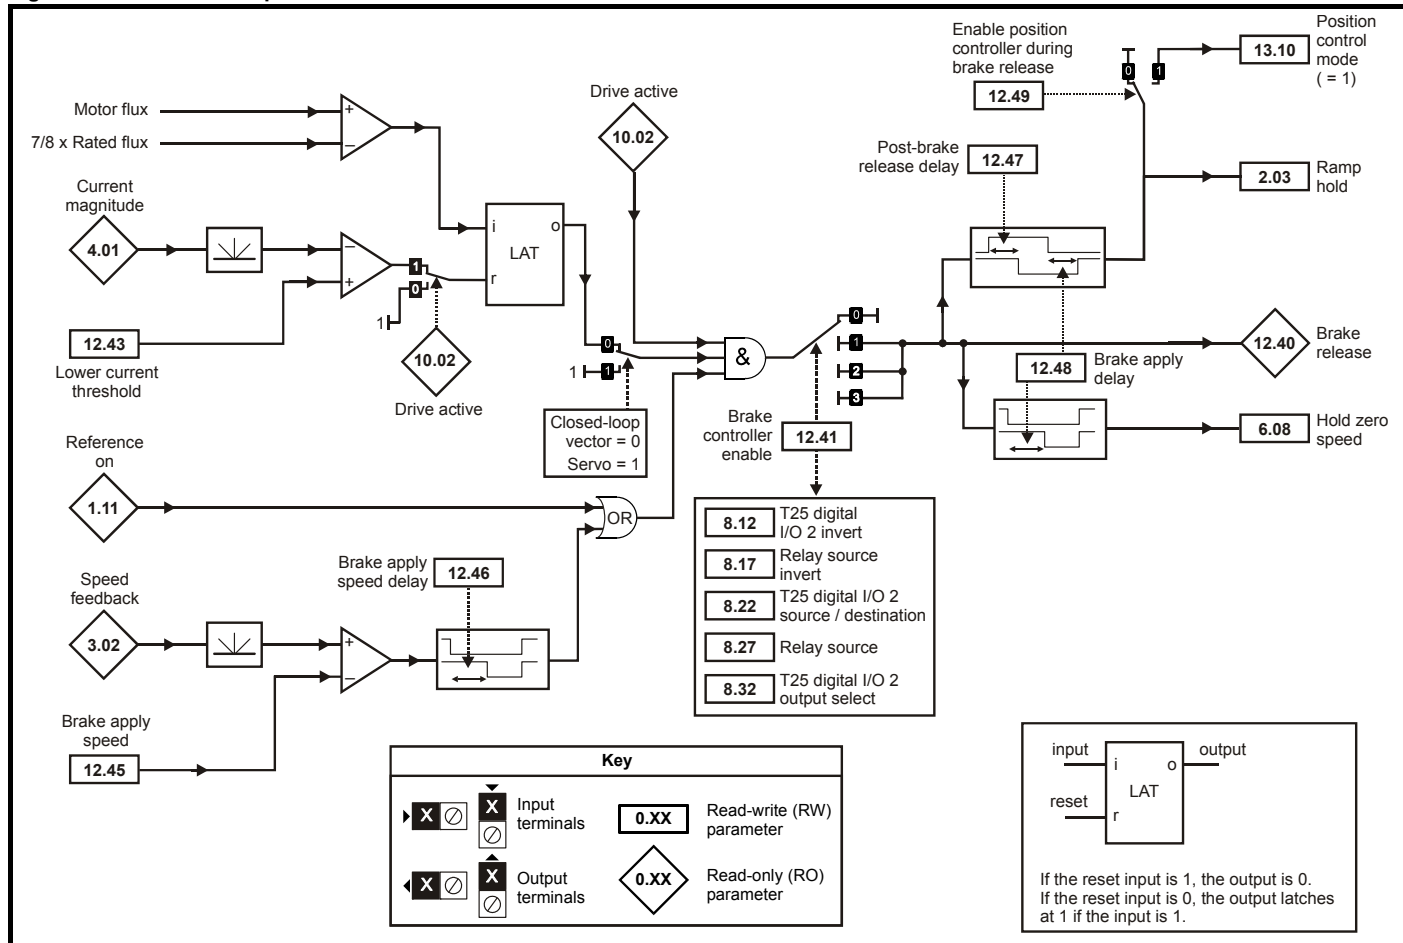 Motor flux
7/8 x Rated flux
+
–
Current
magnitude
4.01
–
+
12.43
Lower current
threshold
1
0
1
10.02
Drive active
i
o
LAT
r
Drive active
10.02
0
1
1
Closed-loop
vector = 0
Servo = 1
&
Reference
on
1.11
OR
Speed
feedback
3.02
+
–
Brake apply
speed delay
12.46
Brake apply
speed
12.45
Brake
controller
enable
12.41
0
1
2
3
8.12
T25 digital
I/O 2 invert
8.17
Relay source
invert
8.22
T25 digital I/O 2
source / destination
8.27
Relay source
8.32
T25 digital I/O 2
output select
Enable position
controller during
brake release
12.49
0
1
13.10
Position
control
mode
( = 1)
Post-brake
release delay
12.47
2.03
Ramp
hold
12.48
Brake apply
delay
12.40
Brake
release
6.08
Hold zero
speed
Key
X
X
Input
terminals
0.XX
Read-write (RW)
parameter
X
X
Output
terminals
0.XX
Read-only (RO)
parameter
input
output
i
o
LAT
reset
r
If the reset input is 1, the output is 0.
If the reset input is 0, the output latches
at 1 if the input is 1.